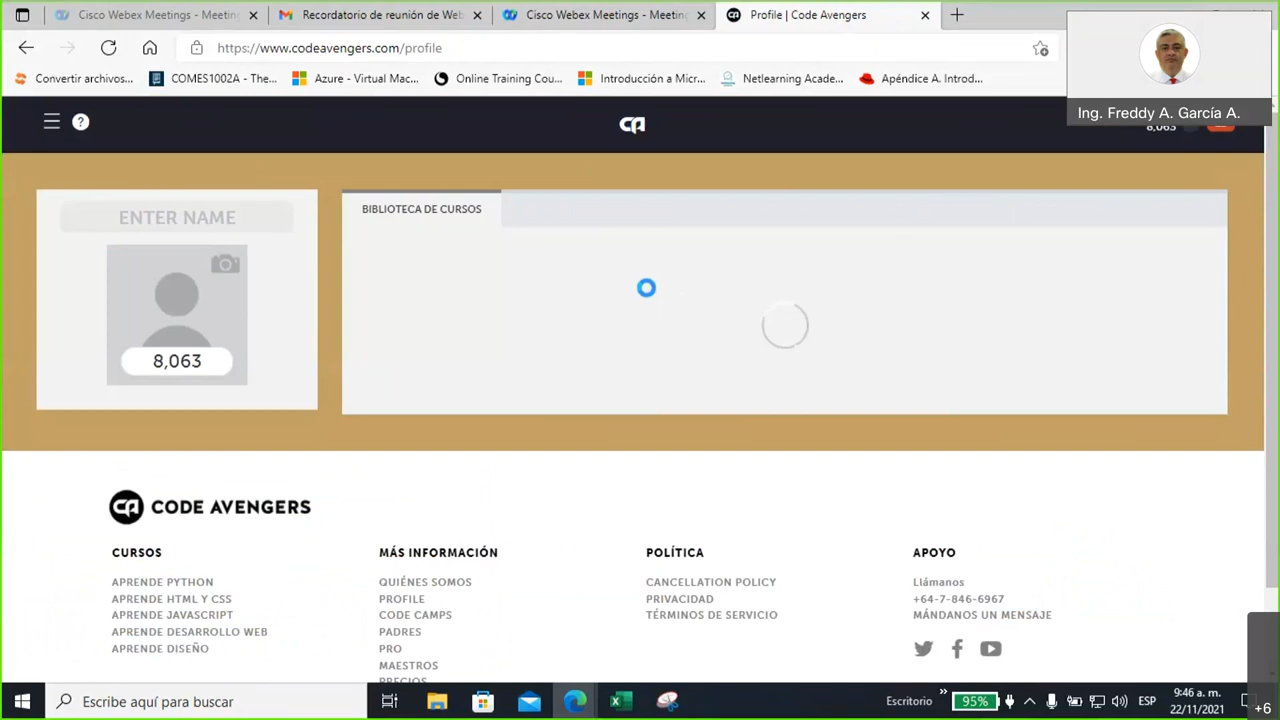 Cisco Webex Meetings - Meeting
Recordatorio de reunión de Web
Cisco Webex Meetings - Meeting
Profile | Code Avengers
https://www.codeavengers.com/profile
Convertir archivos...
COMES1002A - The...
Azure - Virtual Mac...
Online Training Cou...
Introducción a Micr...
Netlearning Acade...
Apéndice A. Introd...
Ing. Freddy A. García A.
?
CA
8,063
ENTER NAME
8,063
BIBLIOTECA DE CURSOS
CA CODE AVENGERS
CURSOS
APRENDE PYTHON
APRENDE HTML Y CSS
APRENDE JAVASCRIPT
APRENDE DESARROLLO WEB
APRENDE DISEÑO
MÁS INFORMACIÓN
QUIÉNES SOMOS
PROFILE
CODE CAMPS
PADRES
PRO
MAESTROS
PRECIOS
POLÍTICA
CANCELLATION POLICY
PRIVACIDAD
TÉRMINOS DE SERVICIO
APOYO
Llámanos
+64-7-846-6967
MÁNDANOS UN MENSAJE
Escribe aquí para buscar
Escritorio
95%
ESP
9:46 a. m.
22/11/2021
+6